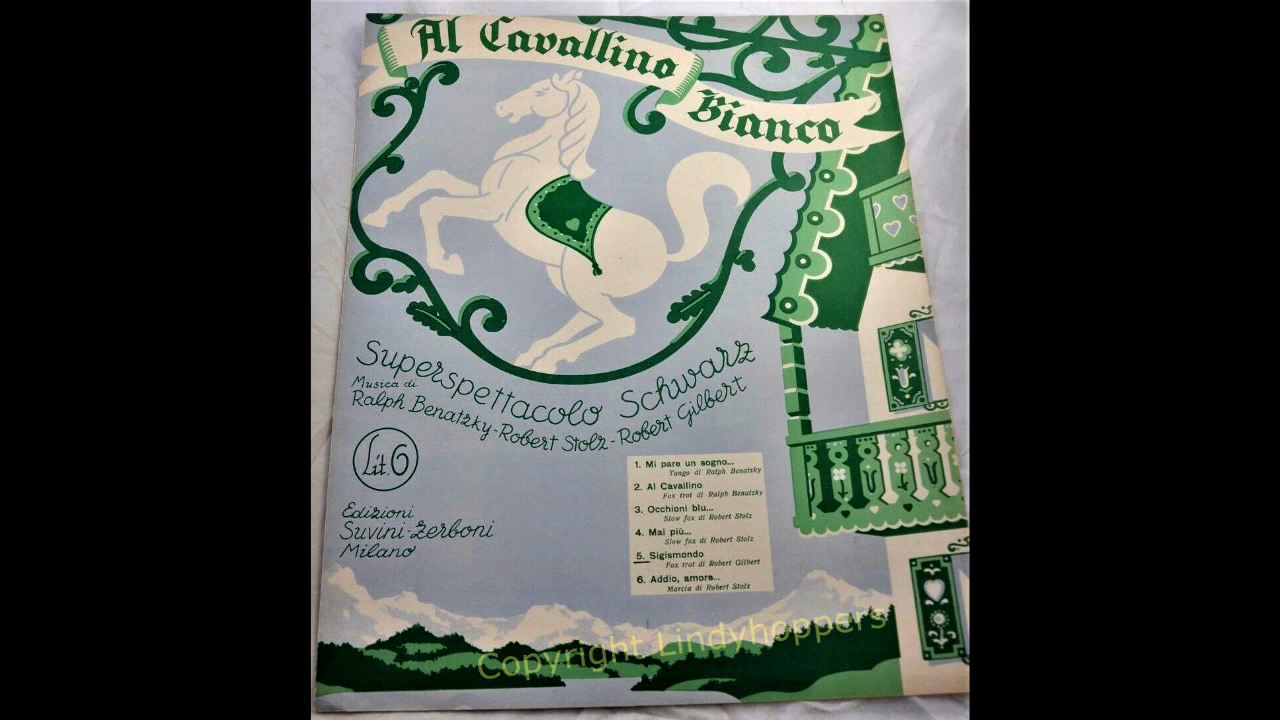 Al Cavallino
Bianco
Superspettacolo Schwarz
Musica di
Ralph Benatzky-Robert Stolz-Robert Gilbert
Lit.6
Edizioni
Suvini-Zerboni
Milano
1. Mi pare un sogno...
Tango di Ralph Benatzky
2. Al Cavallino
Fox trot di Ralph Benatzky
3. Occhioni blu...
Slow fox di Robert Stolz
4. Mai più...
Slow fox di Robert Stolz
5. Sigismondo
Fox trot di Robert Gilbert
6. Addio, amore...
Marcia di Robert Stolz
Copyright Lindyhoppers